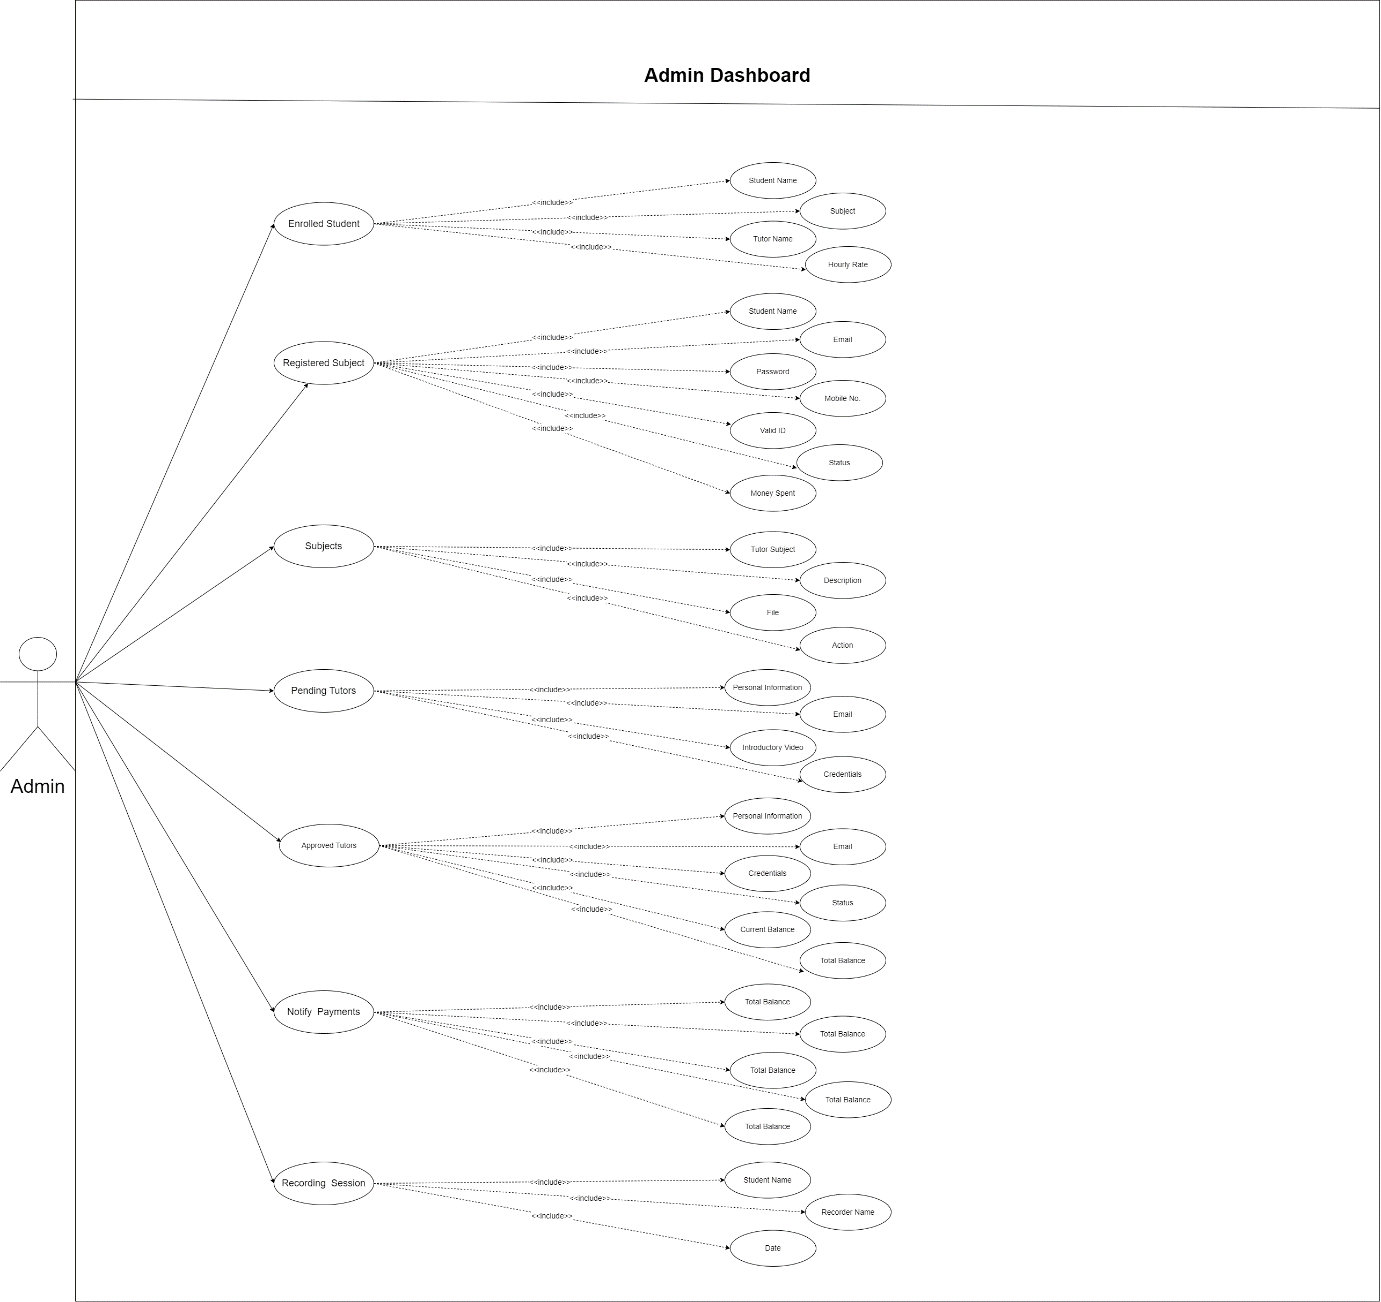 Admin Dashboard
Student Name
<<include>>
Subject
<<include>>
Enrolled Student
<<include>>
Tutor Name
<<include>>
Hourly Rate
Student Name
<<include>>
Email
<<include>>
Registered Subject
<<include>>
Password
<<include>>
Mobile No.
<<include>>
<<include>>
Valid ID
<<include>>
Status
Money Spent
Subjects
<<include>>
Tutor Subject
<<include>>
Description
<<include>>
File
<<include>>
Action
Pending Tutors
<<include>>
Personal Information
<<include>>
Email
<<include>>
Introductory Video
<<include>>
Credentials
Admin
Personal Information
<<include>>
Approved Tutors
<<include>>
Email
<<include>>
Credentials
<<include>>
<<include>>
Status
<<include>>
Current Balance
Total Balance
Notify Payments
<<include>>
Total Balance
<<include>>
Total Balance
<<include>>
<<include>>
Total Balance
<<include>>
Total Balance
Total Balance
Recording Session
<<include>>
Student Name
<<include>>
Recorder Name
<<include>>
Date